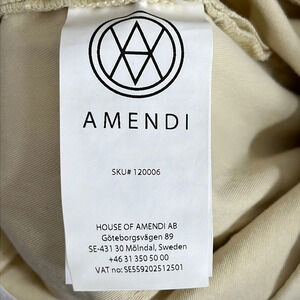 AMENDI
SKU# 120006
HOUSE OF AMENDI AB
Göteborgsvägen 89
SE-431 30 Mölndal, Sweden
+46 31 350 50 00
VAT no: SE559202512501